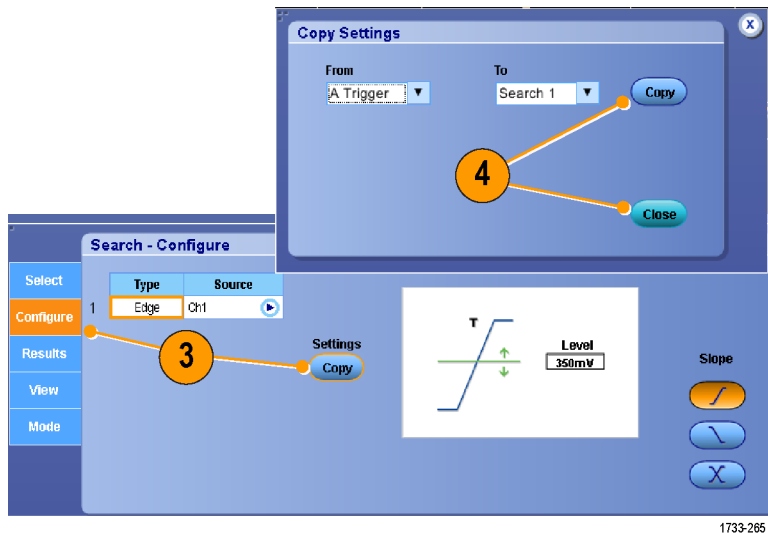 Copy Settings
X
From To
A Trigger Search 1 Copy
4
Close
Search - Configure
Select
Configure
Results
View
Mode
Type Source
1 Edge Ch1
3
Settings
Copy
T
Level
350mV
Slope
1733-265